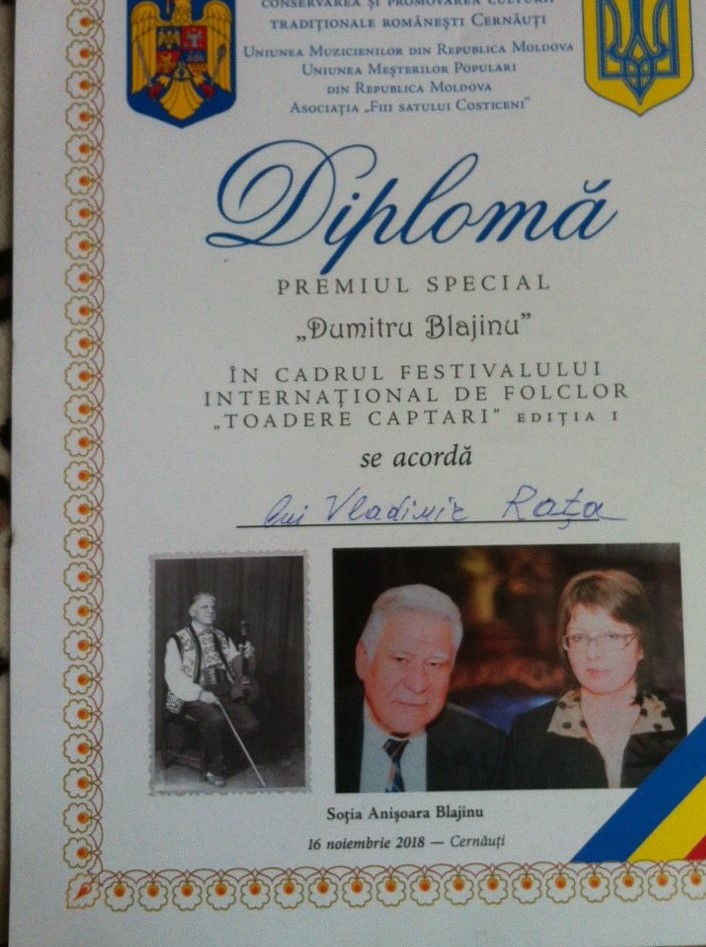 CONSERVAREA ȘI PROMOVAREA CULTURII
TRADIȚIONALE ROMÂNEȘTI CERNĂUȚI
UNIUNEA MUZICIENILOR DIN REPUBLICA MOLDOVA
UNIUNEA MEȘTERILOR POPULARI
DIN REPUBLICA MOLDOVA
ASOCIAȚIA „FIII SATULUI COSTICENI”
Diplomă
PREMIUL SPECIAL
„Dumitru Blajinu”
ÎN CADRUL FESTIVALULUI
INTERNAȚIONAL DE FOLCLOR
„TOADERE CAPTARI” EDIȚIA I
se acordă
lui Vladimir Rața
Soția Anișoara Blajinu
16 noiembrie 2018 — Cernăuți